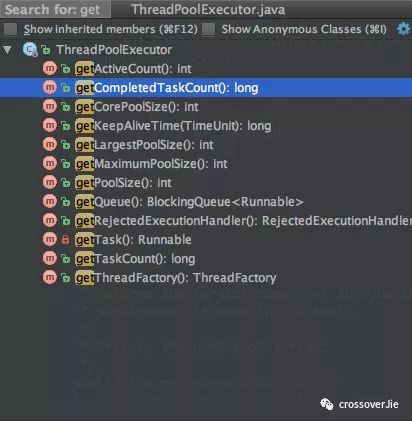 Search for: get ThreadPoolExecutor.java
Show inherited members (⌘F12) Show Anonymous Classes (⌘I)
ThreadPoolExecutor
getActiveCount(): int
getCompletedTaskCount(): long
getCorePoolSize(): int
getKeepAliveTime(TimeUnit): long
getLargestPoolSize(): int
getMaximumPoolSize(): int
getPoolSize(): int
getQueue(): BlockingQueue<Runnable>
getRejectedExecutionHandler(): RejectedExecutionHandler
getTask(): Runnable
getTaskCount(): long
getThreadFactory(): ThreadFactory
crossoverJie